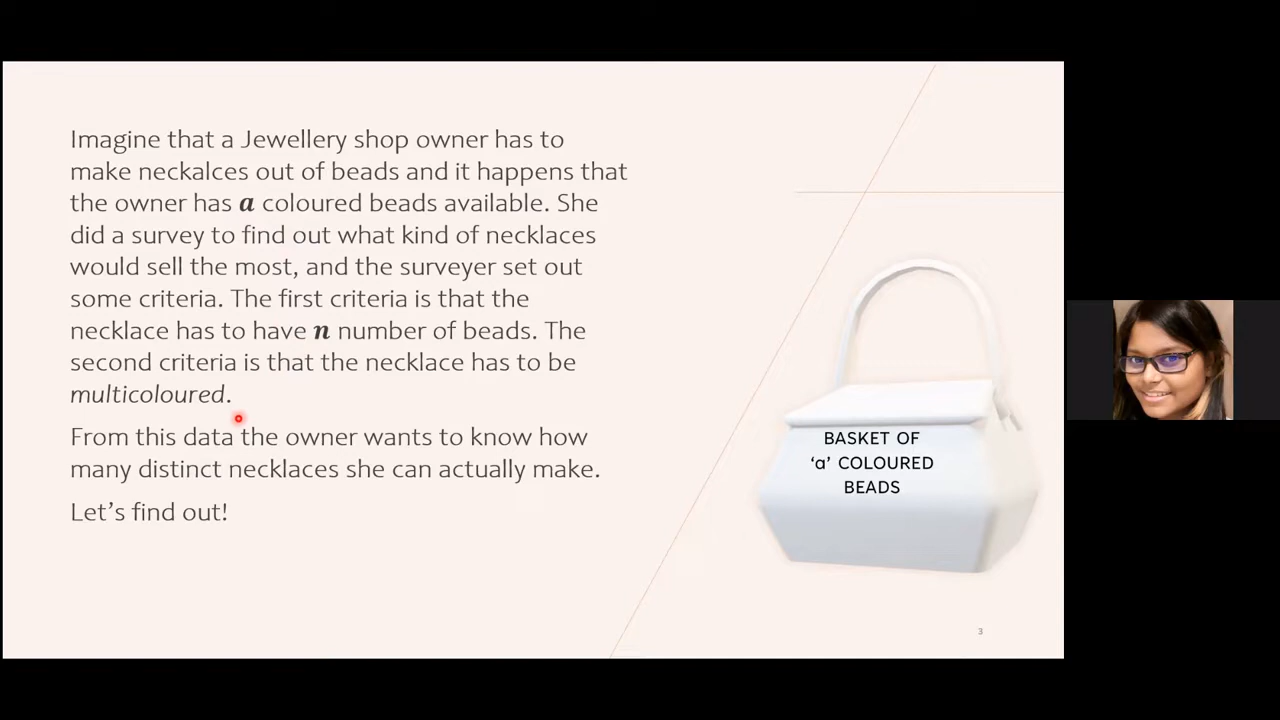 Imagine that a Jewellery shop owner has to
make neckalces out of beads and it happens that
the owner has a coloured beads available. She
did a survey to find out what kind of necklaces
would sell the most, and the surveyor set out
some criteria. The first criteria is that the
necklace has to have n number of beads. The
second criteria is that the necklace has to be
multicoloured.
From this data the owner wants to know how
many distinct necklaces she can actually make.
Let’s find out!
BASKET OF
‘a’ COLOURED
BEADS
3